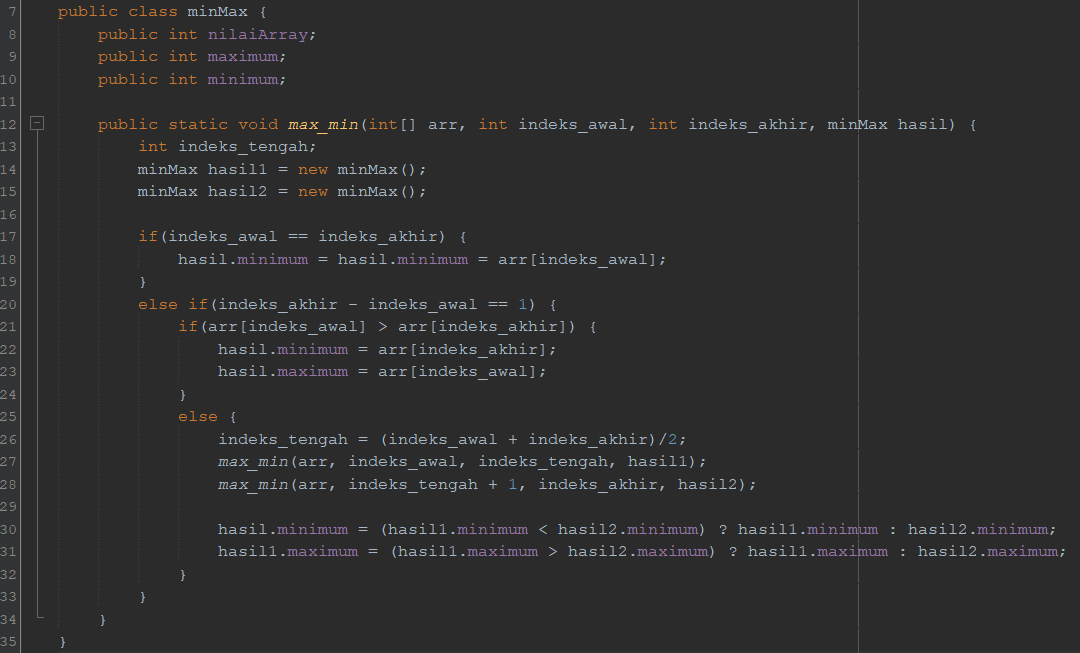 7 public class minMax {
8 public int nilaiArray;
9 public int maximum;
10 public int minimum;
11
12 public static void max_min(int[] arr, int indeks_awal, int indeks_akhir, minMax hasil) {
13 int indeks_tengah;
14 minMax hasil1 = new minMax();
15 minMax hasil2 = new minMax();
16
17 if(indeks_awal == indeks_akhir) {
18 hasil.minimum = hasil.minimum = arr[indeks_awal];
19 }
20 else if(indeks_akhir - indeks_awal == 1) {
21 if(arr[indeks_awal] > arr[indeks_akhir]) {
22 hasil.minimum = arr[indeks_akhir];
23 hasil.maximum = arr[indeks_awal];
24 }
25 else {
26 indeks_tengah = (indeks_awal + indeks_akhir)/2;
27 max_min(arr, indeks_awal, indeks_tengah, hasil1);
28 max_min(arr, indeks_tengah + 1, indeks_akhir, hasil2);
29
30 hasil.minimum = (hasil1.minimum < hasil2.minimum) ? hasil1.minimum : hasil2.minimum;
31 hasil1.maximum = (hasil1.maximum > hasil2.maximum) ? hasil1.maximum : hasil2.maximum;
32 }
33 }
34 }
35 }